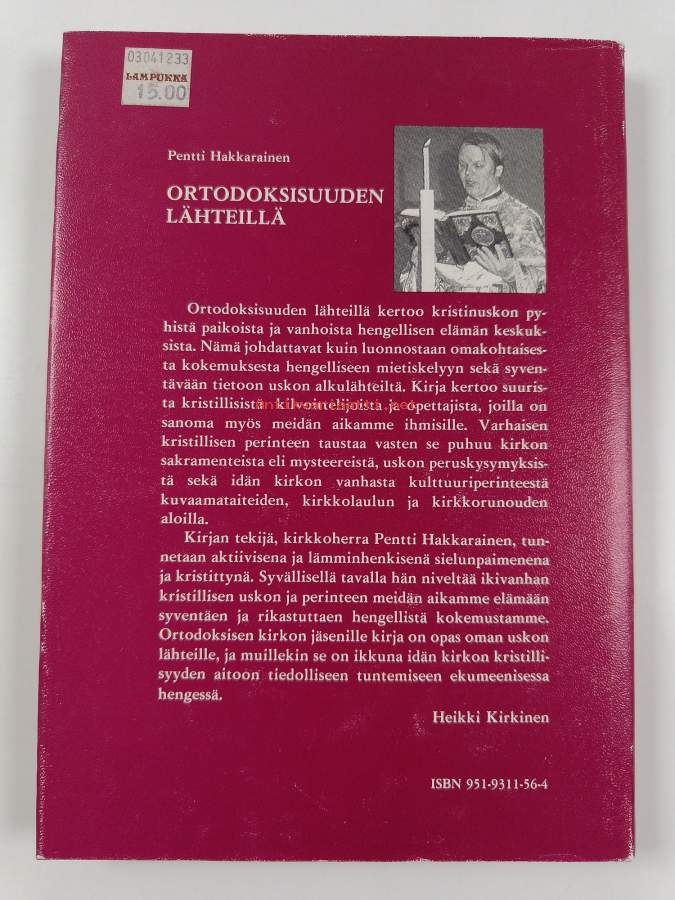 03041233
LAMPUKKA
15.00
Pentti Hakkarainen
ORTODOKSISUUDEN
LÄHTEILLÄ
Ortodoksisuuden lähteillä kertoo kristinuskon py-
histä paikoista ja vanhoista hengellisen elämän keskuk-
sista. Nämä johdattavat kuin luonnostaan omakohtaises-
ta kokemuksesta hengelliseen mietiskelyyn sekä syven-
tävään tietoon uskon alkulähteiltä. Kirja kertoo suuris-
ta kristillisistä kilvoittelijoista ja opettajista, joilla on
sanoma myös meidän aikamme ihmisille. Varhaisen
kristillisen perinteen taustaa vasten se puhuu kirkon
sakramenteista eli mysteereistä, uskon peruskysymyksis-
tä sekä idän kirkon vanhasta kulttuuriperinteestä
kuvaamataiteiden, kirkkolaulun ja kirkkorunouden
aloilla.
Kirjan tekijä, kirkkoherra Pentti Hakkarainen, tun-
netaan aktiivisena ja lämminhenkisenä sielunpaimenena
ja kristittynä. Syvällisellä tavalla hän niveltää ikivanhan
kristillisen uskon ja perinteen meidän aikamme elämään
syventäen ja rikastuttaen hengellistä kokemustamme.
Ortodoksisen kirkon jäsenille kirja on opas oman uskon
lähteille, ja muillekin se on ikkuna idän kirkon kristilli-
syyden aitoon tiedolliseen tuntemiseen ekumeenisessa
hengessä.
Heikki Kirkinen
ISBN 951-9311-56-4